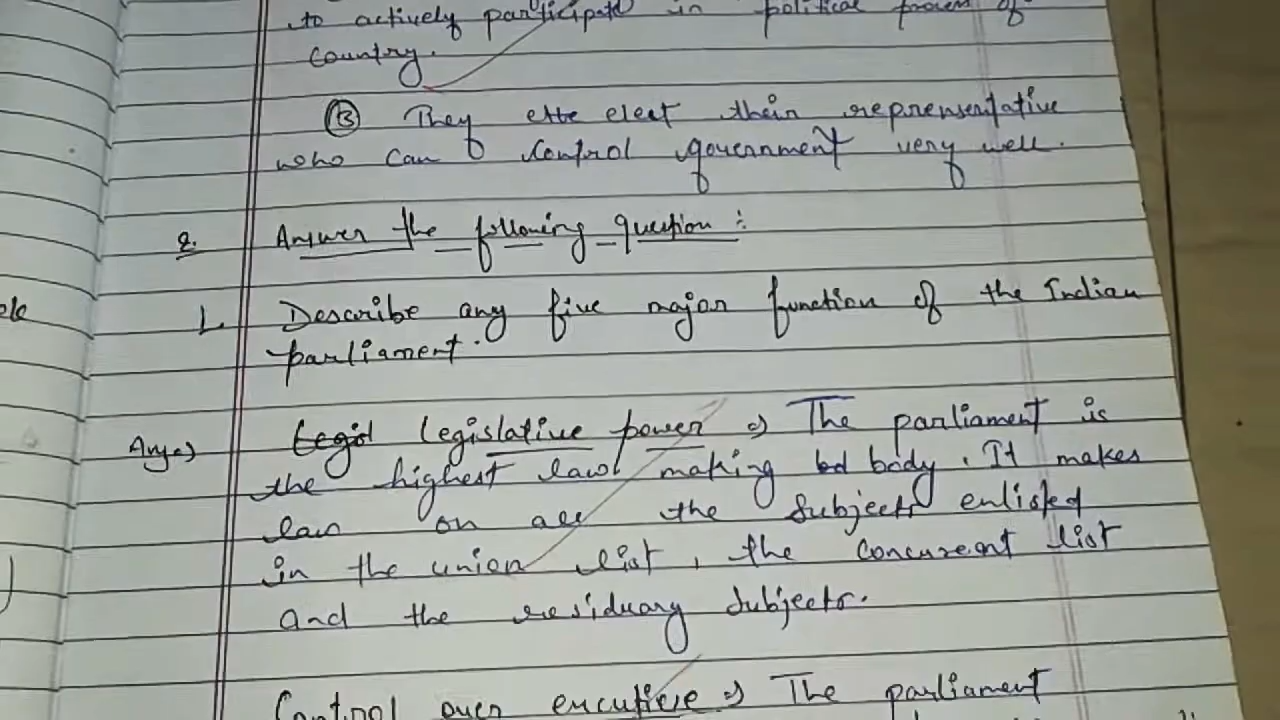 to actively participate in political process of
country.
(B) They elect their reprensentative
who can control government very well.
2. Answer the following question :
1. Describe any five major function of the Indian
parliament.
Ans) Legislative power => The parliament is
the highest law making body. It makes
law on all the subjects enlisted
in the union list, the concurent list
and the residuary subjects.
Control over excutive => The parliament